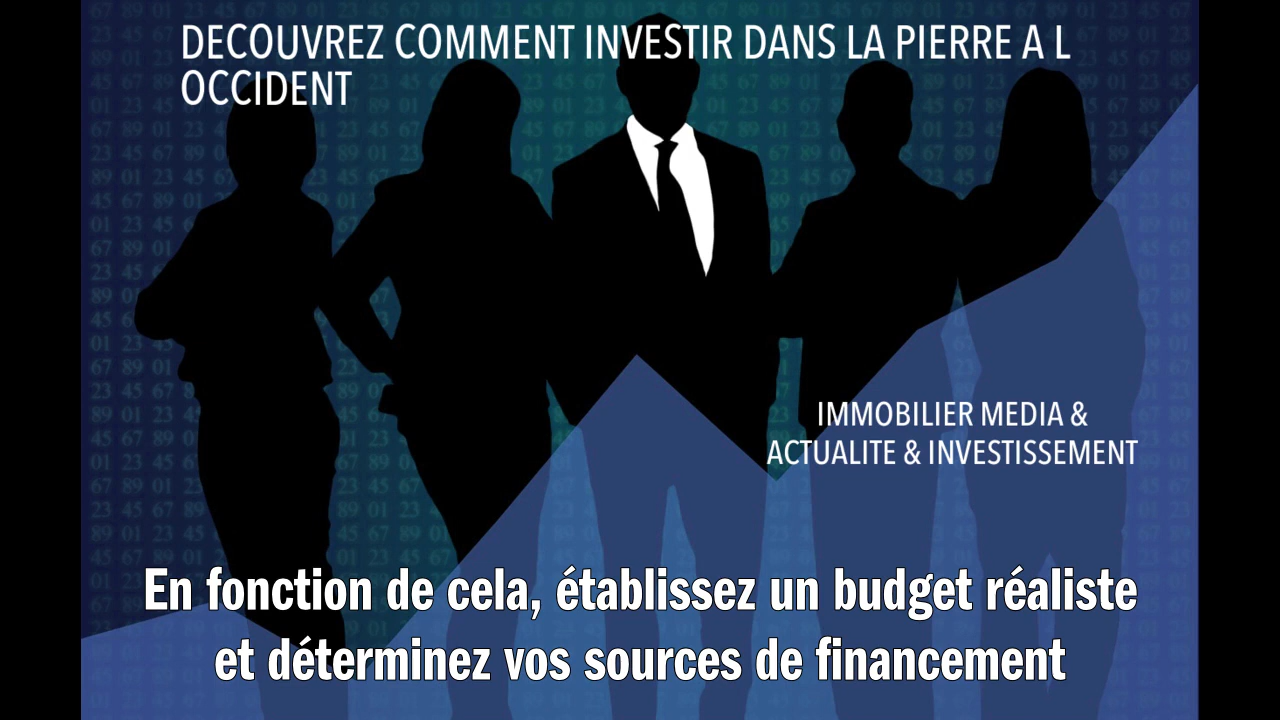 DECOUVREZ COMMENT INVESTIR DANS LA PIERRE A L
OCCIDENT
IMMOBILIER MEDIA &
ACTUALITE & INVESTISSEMENT
En fonction de cela, établissez un budget réaliste
et déterminez vos sources de financement